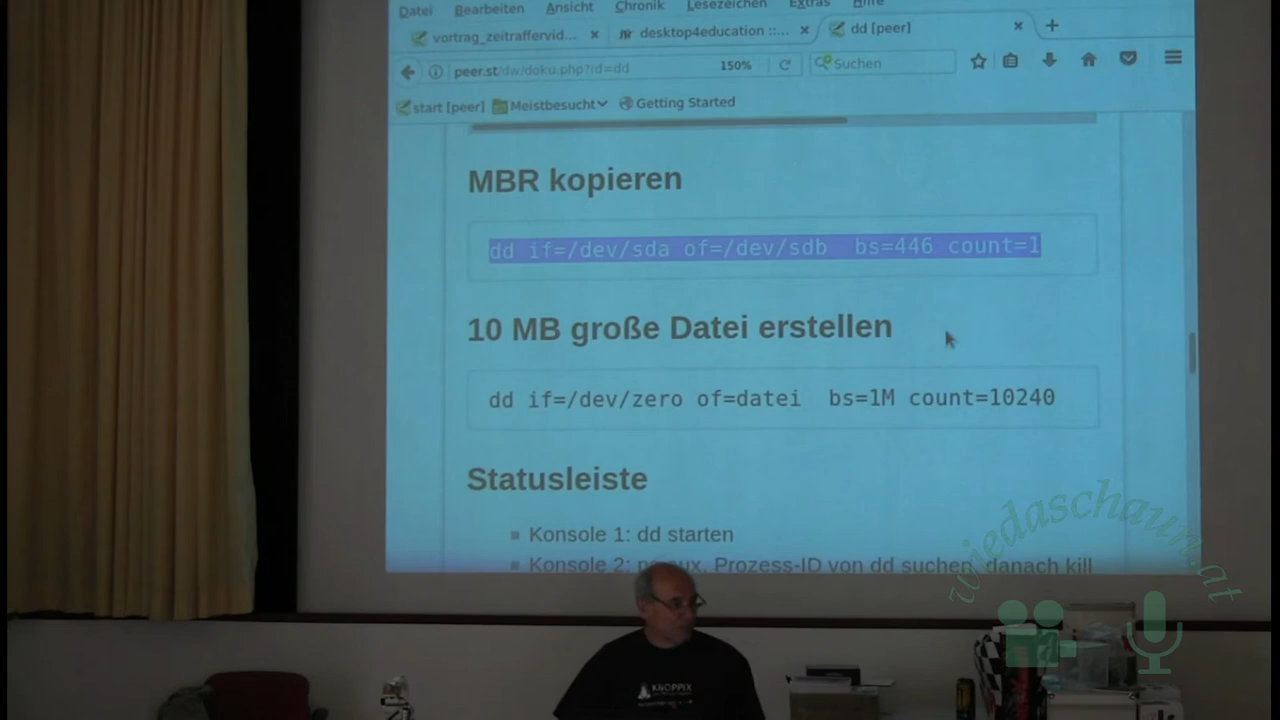 Datei Bearbeiten Ansicht Chronik Lesezeichen Extras Hilfe
vortrag_zeitraffervid... desktop4education ::... dd [peer]
peer.st/dw/doku.php?id=dd 150% Suchen
start [peer] Meistbesucht Getting Started
MBR kopieren
dd if=/dev/sda of=/dev/sdb bs=446 count=1
10 MB große Datei erstellen
dd if=/dev/zero of=datei bs=1M count=10240
Statusleiste
Konsole 1: dd starten
Konsole 2: Prozess-ID von dd suchen, danach kill
wiedaschaun.at
KNOPPIX